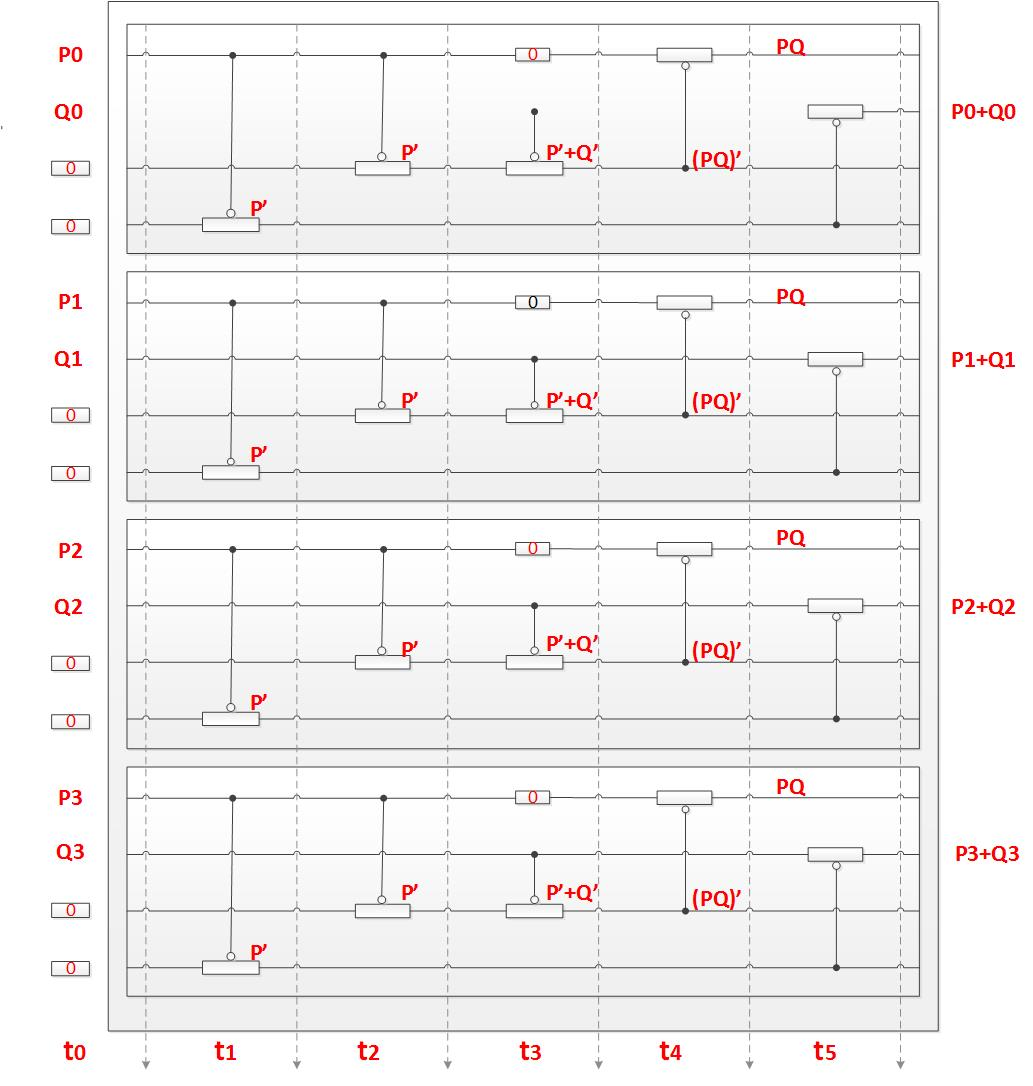 P0 0 PQ
Q0 P0+Q0
0 P' P'+Q' (PQ)'
0 P'
P1 0 PQ
Q1 P1+Q1
0 P' P'+Q' (PQ)'
0 P'
P2 0 PQ
Q2 P2+Q2
0 P' P'+Q' (PQ)'
0 P'
P3 0 PQ
Q3 P3+Q3
0 P' P'+Q' (PQ)'
0 P'
t0 t1 t2 t3 t4 t5